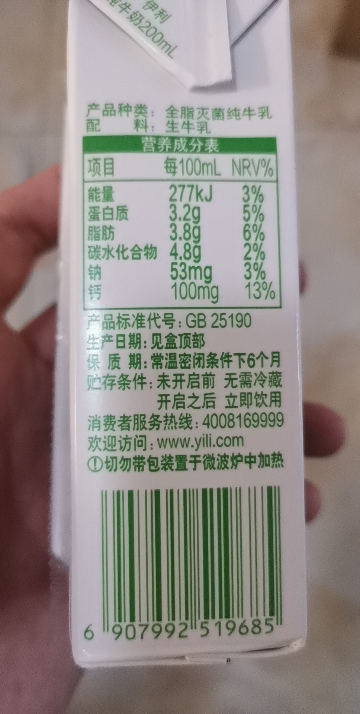 伊利
纯牛奶200mL
产品种类：全脂灭菌纯牛乳
配 料：生牛乳
营养成分表
项目 每100mL NRV%
能量 277kJ 3%
蛋白质 3.2g 5%
脂肪 3.8g 6%
碳水化合物 4.8g 2%
钠 53mg 3%
钙 100mg 13%
产品标准代号：GB 25190
生产日期：见盒顶部
保 质 期：常温密闭条件下6个月
贮存条件：未开启前 无需冷藏
开启之后 立即饮用
消费者服务热线：4008169999
欢迎访问：www.yili.com
①切勿带包装置于微波炉中加热
6 907992 519685